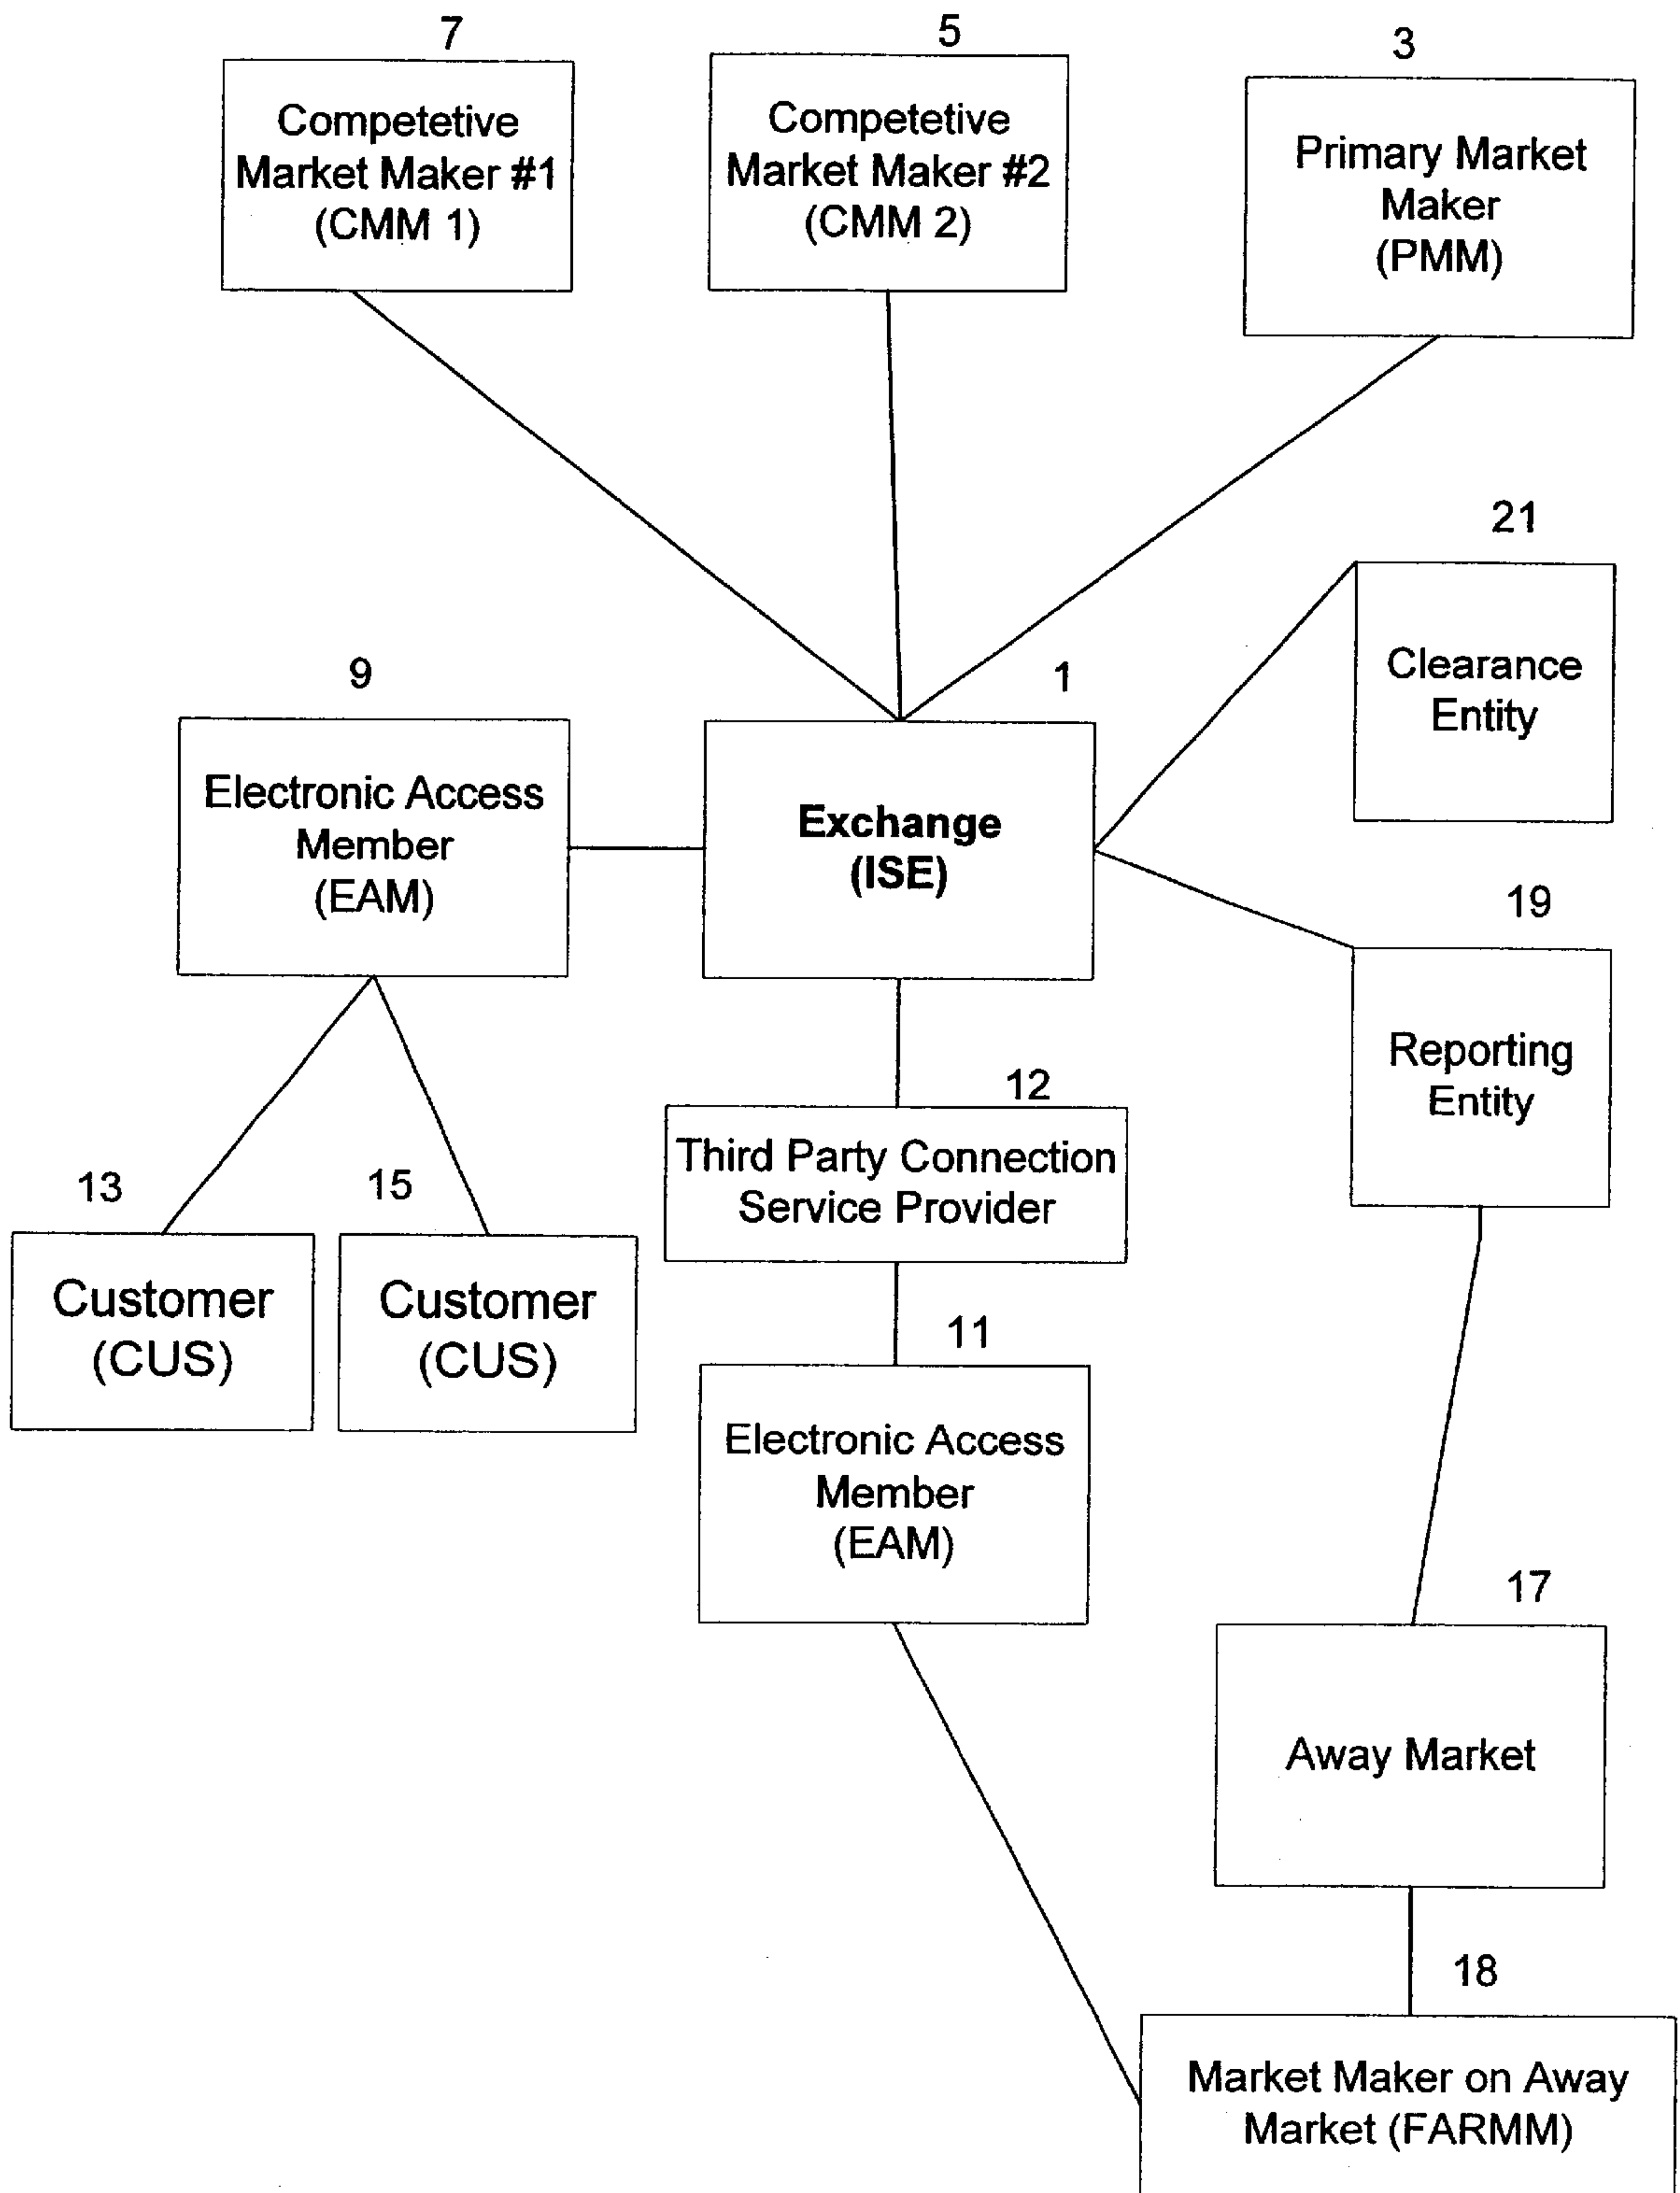 7
Competetive
Market Maker #1
(CMM 1)
5
Competetive
Market Maker #2
(CMM 2)
3
Primary Market
Maker
(PMM)
21
Clearance
Entity
9
Electronic Access
Member
(EAM)
1
Exchange
(ISE)
19
Reporting
Entity
12
Third Party Connection
Service Provider
13
Customer
(CUS)
15
Customer
(CUS)
11
Electronic Access
Member
(EAM)
17
Away Market
18
Market Maker on Away
Market (FARMM)